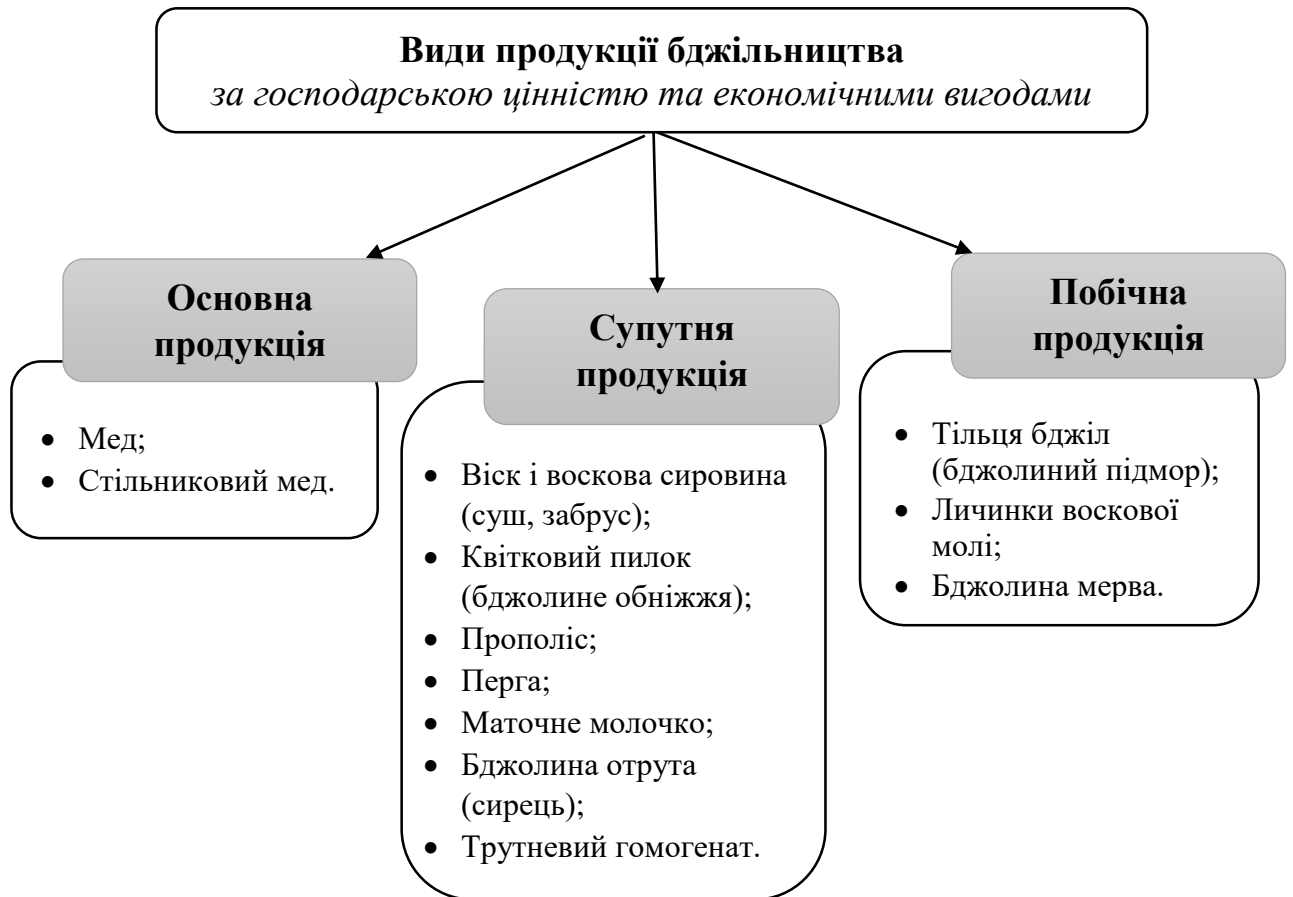 Види продукції бджільництва
за господарською цінністю та економічними вигодами
Основна
продукція
• Мед;
• Стільниковий мед.
Супутня
продукція
• Віск і воскова сировина
(суш, забрус);
• Квітковий пилок
(бджолине обніжжя);
• Прополіс;
• Перга;
• Маточне молочко;
• Бджолина отрута
(сирець);
• Трутневий гомогенат.
Побічна
продукція
• Тільця бджіл
(бджолиний підмор);
• Личинки воскової
молі;
• Бджолина мерва.